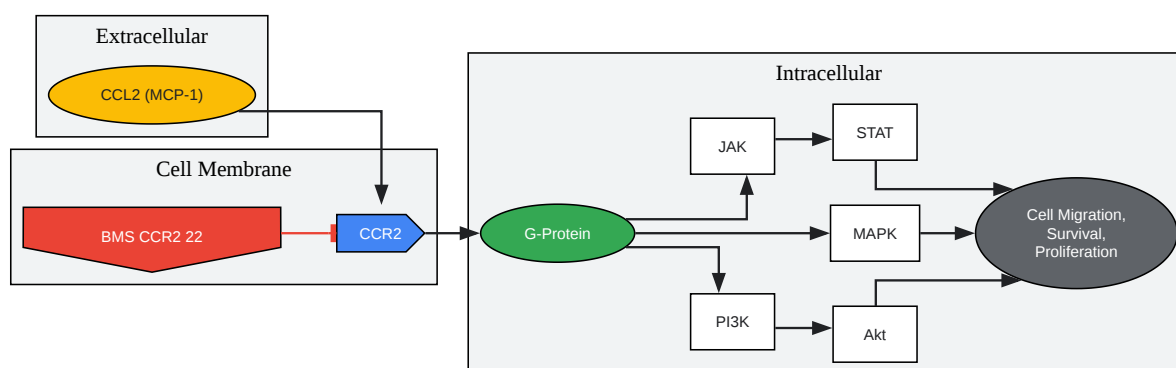 Extracellular
CCL2 (MCP-1)
Cell Membrane
BMS CCR2 22
CCR2
Intracellular
G-Protein
JAK
STAT
MAPK
PI3K
Akt
Cell Migration,
Survival,
Proliferation